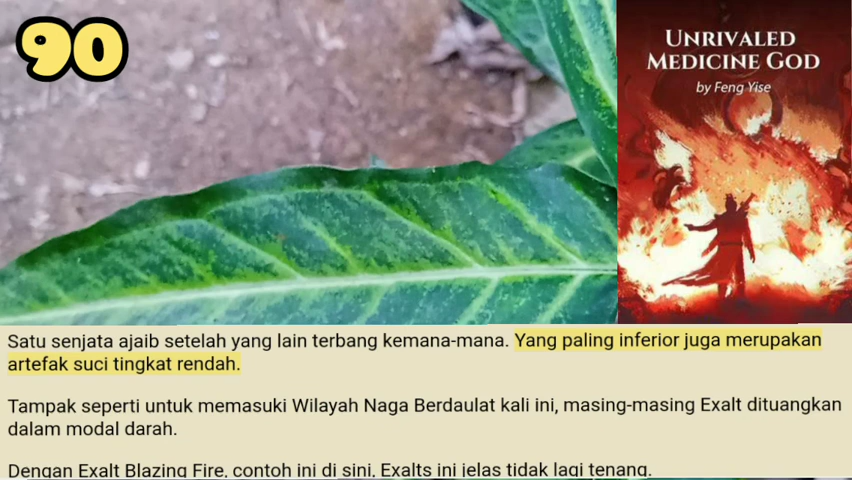 90
UNRIVALED
MEDICINE GOD
by Feng Yise
Satu senjata ajaib setelah yang lain terbang kemana-mana. Yang paling inferior juga merupakan
artefak suci tingkat rendah.
Tampak seperti untuk memasuki Wilayah Naga Berdaulat kali ini, masing-masing Exalt dituangkan
dalam modal darah.
Dengan Exalt Blazing Fire, contoh ini di sini, Exalts ini jelas tidak lagi tenang.